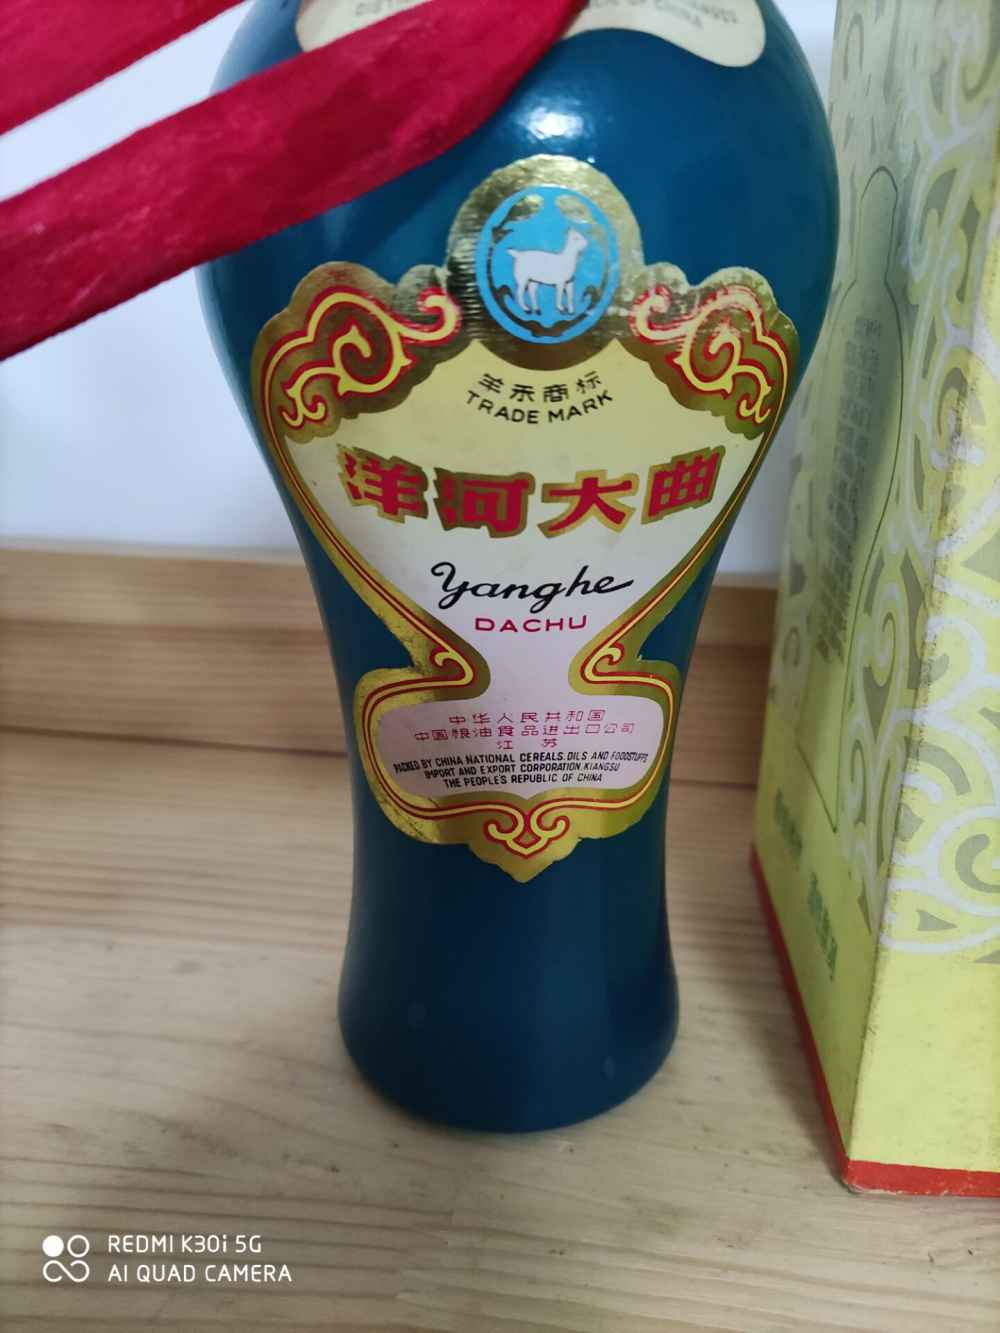 OF CHINA
羊禾商标
TRADE MARK
洋河大曲
Yanghe
DACHU
中华人民共和国
中国粮油食品进出口公司
江苏
PACKED BY CHINA NATIONAL CEREALS, OILS AND FOODSTUFFS
IMPORT AND EXPORT CORPORATION, KIANGSU
THE PEOPLE'S REPUBLIC OF CHINA
REDMI K30i 5G
AI QUAD CAMERA